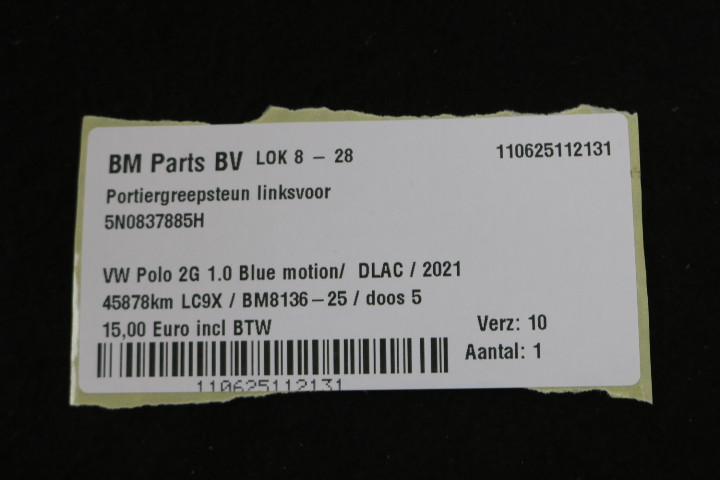 BM Parts BV LOK 8 - 28 110625112131
Portiergreepsteun linksvoor
5N0837885H
VW Polo 2G 1.0 Blue motion/ DLAC / 2021
45878km LC9X / BM8136-25 / doos 5
15,00 Euro incl BTW Verz: 10
Aantal: 1
110625112131